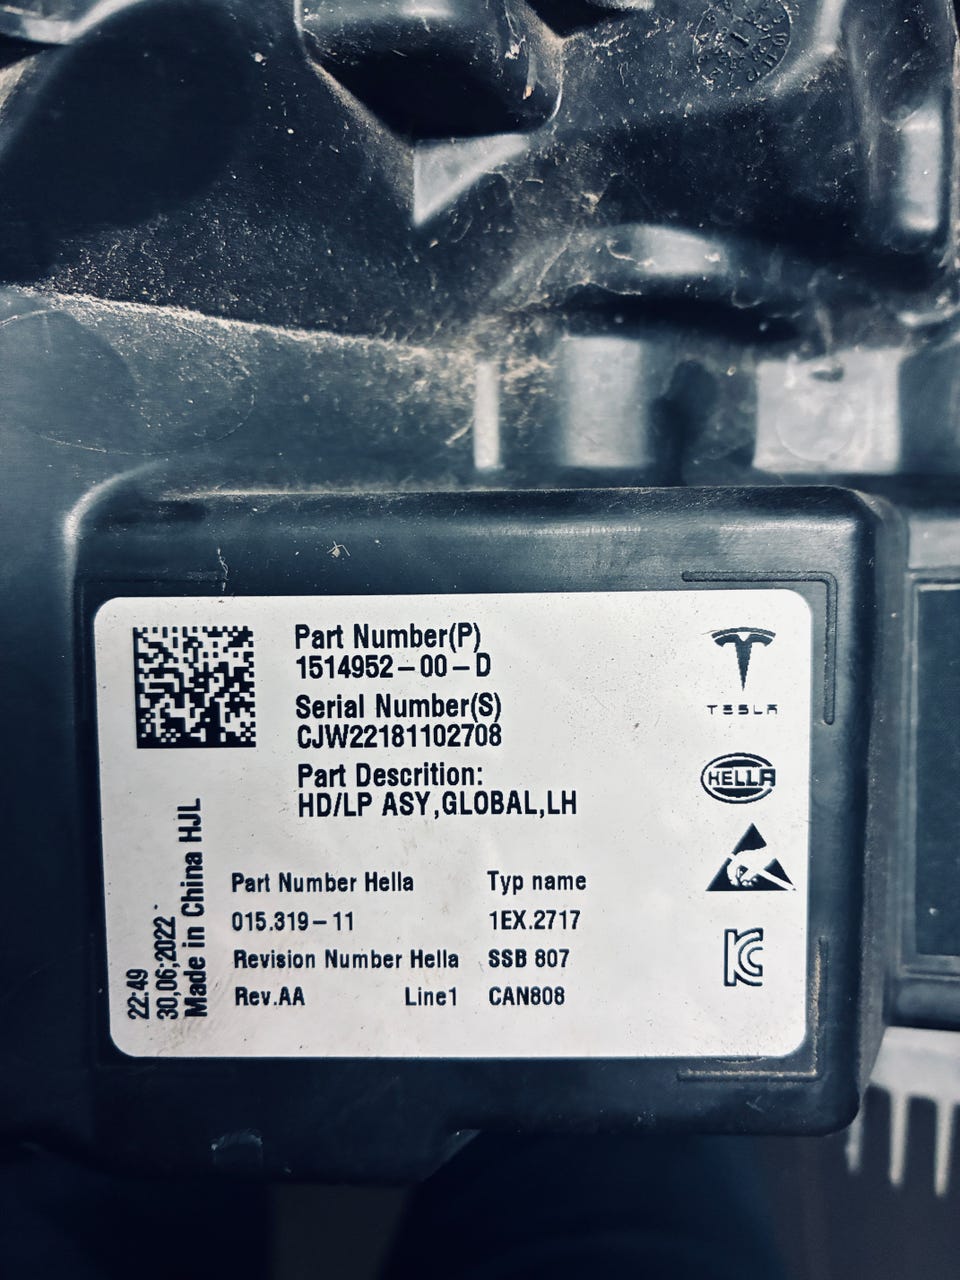 Part Number(P)
1514952-00-D
Serial Number(S)
CJW22181102708
Part Descrition:
HD/LP ASY,GLOBAL,LH
TESLA
HELLA
Part Number Hella
Typ name
015.319-11
1EX.2717
Revision Number Hella
SSB 807
Rev.AA
Line1
CAN808
22:49
30,06;2022
Made in China HJL